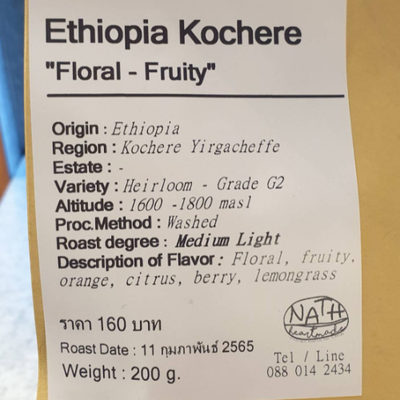 Ethiopia Kochere
"Floral - Fruity"
Origin : Ethiopia
Region : Kochere Yirgacheffe
Estate : -
Variety : Heirloom - Grade G2
Altitude : 1600 -1800 masl
Proc.Method : Washed
Roast degree : Medium Light
Description of Flavor : Floral, fruity,
orange, citrus, berry, lemongrass
ราคา 160 บาท
Roast Date : 11 กุมภาพันธ์ 2565
Weight : 200 g.
NATH
heartmade
Tel / Line
088 014 2434